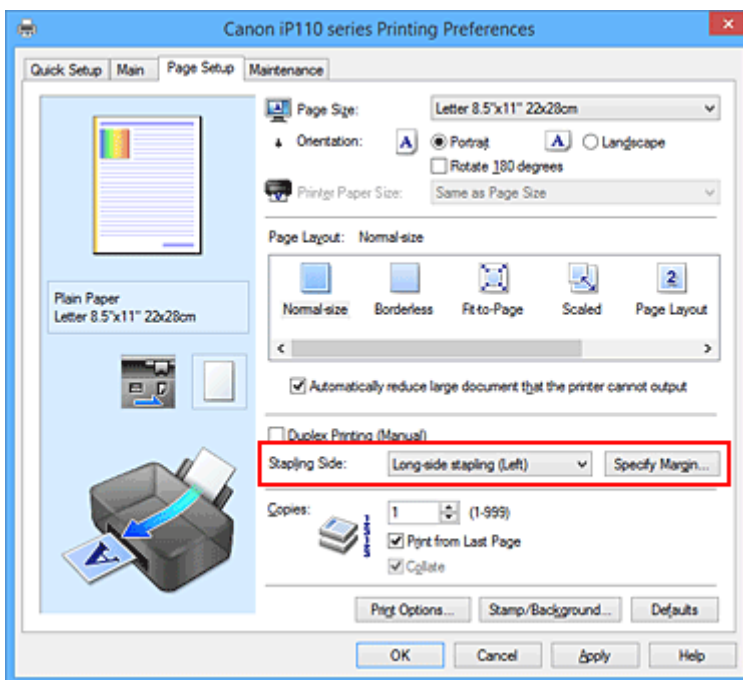 Canon iP110 series Printing Preferences
Quick Setup Main Page Setup Maintenance
Page Size: Letter 8.5"x11" 22x28cm
Orientation: A Portrait A Landscape
Rotate 180 degrees
Printer Paper Size: Same as Page Size
Page Layout: Normal-size
2
Normal-size Borderless Fit-to-Page Scaled Page Layout
Plain Paper
Letter 8.5"x11" 22x28cm
Automatically reduce large document that the printer cannot output
Duplex Printing (Manual)
Stapling Side: Long-side stapling (Left) Specify Margin...
Copies: 1 (1-999)
Print from Last Page
Collate
A
Print Options... Stamp/Background... Defaults
OK Cancel Apply Help